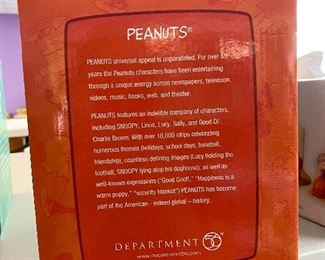 PEANUTS®
PEANUTS universal appeal is unparalleled. For over 50
years the Peanuts characters have been entertaining
through a unique energy across newspapers, television,
videos, music, books, web, and theater.
PEANUTS features an indelible company of characters,
including SNOOPY, Linus, Lucy, Sally, and Good Ol'
Charlie Brown. With over 18,000 strips celebrating
numerous themes (holidays, school days, baseball,
friendship), countless defining images (Lucy holding the
football, SNOOPY lying atop his doghouse), as well as
well-known expressions ("Good Grief," "Happiness is a
warm puppy," "security blanket") PEANUTS has become
part of the American - indeed global - history.
DEPARTMENT 56®